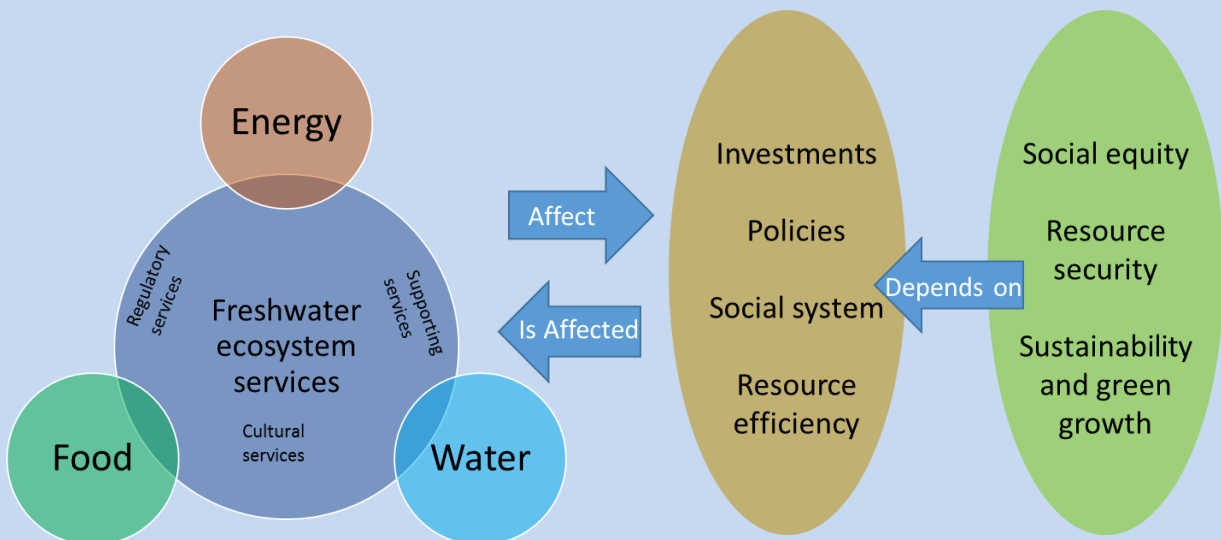 Energy
Regulatory
services
Supporting
services
Freshwater
ecosystem
services
Cultural
services
Food
Water
Affect
Is Affected
Investments
Policies
Social system
Resource
efficiency
Depends on
Social equity
Resource
security
Sustainability
and green
growth